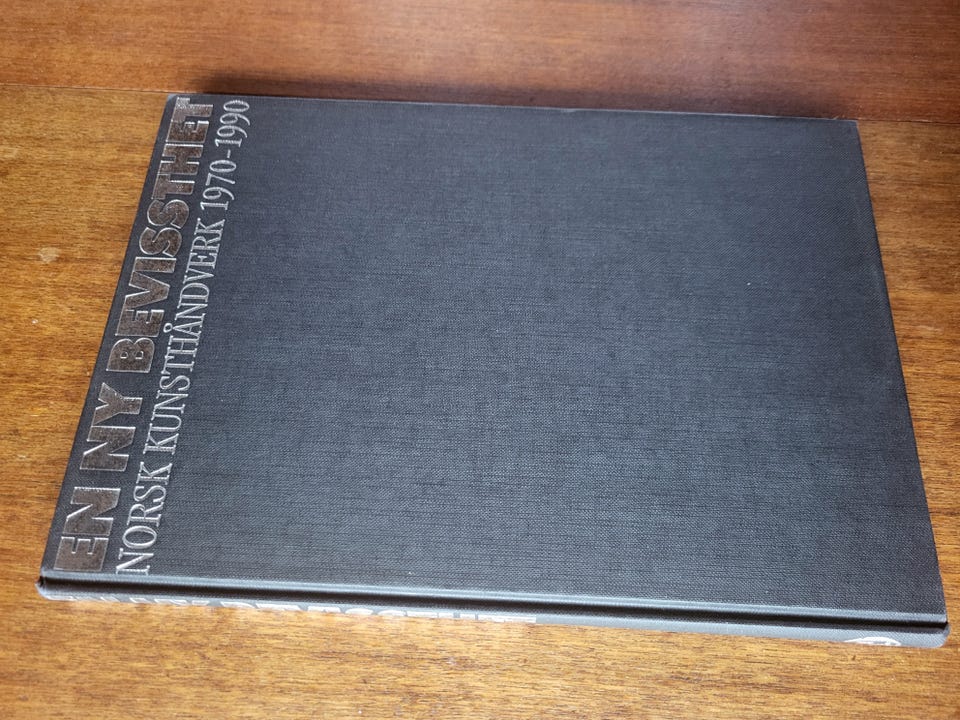 EN NY BEVISSTHET
NORSK KUNSTHÅNDVERK 1970-1990